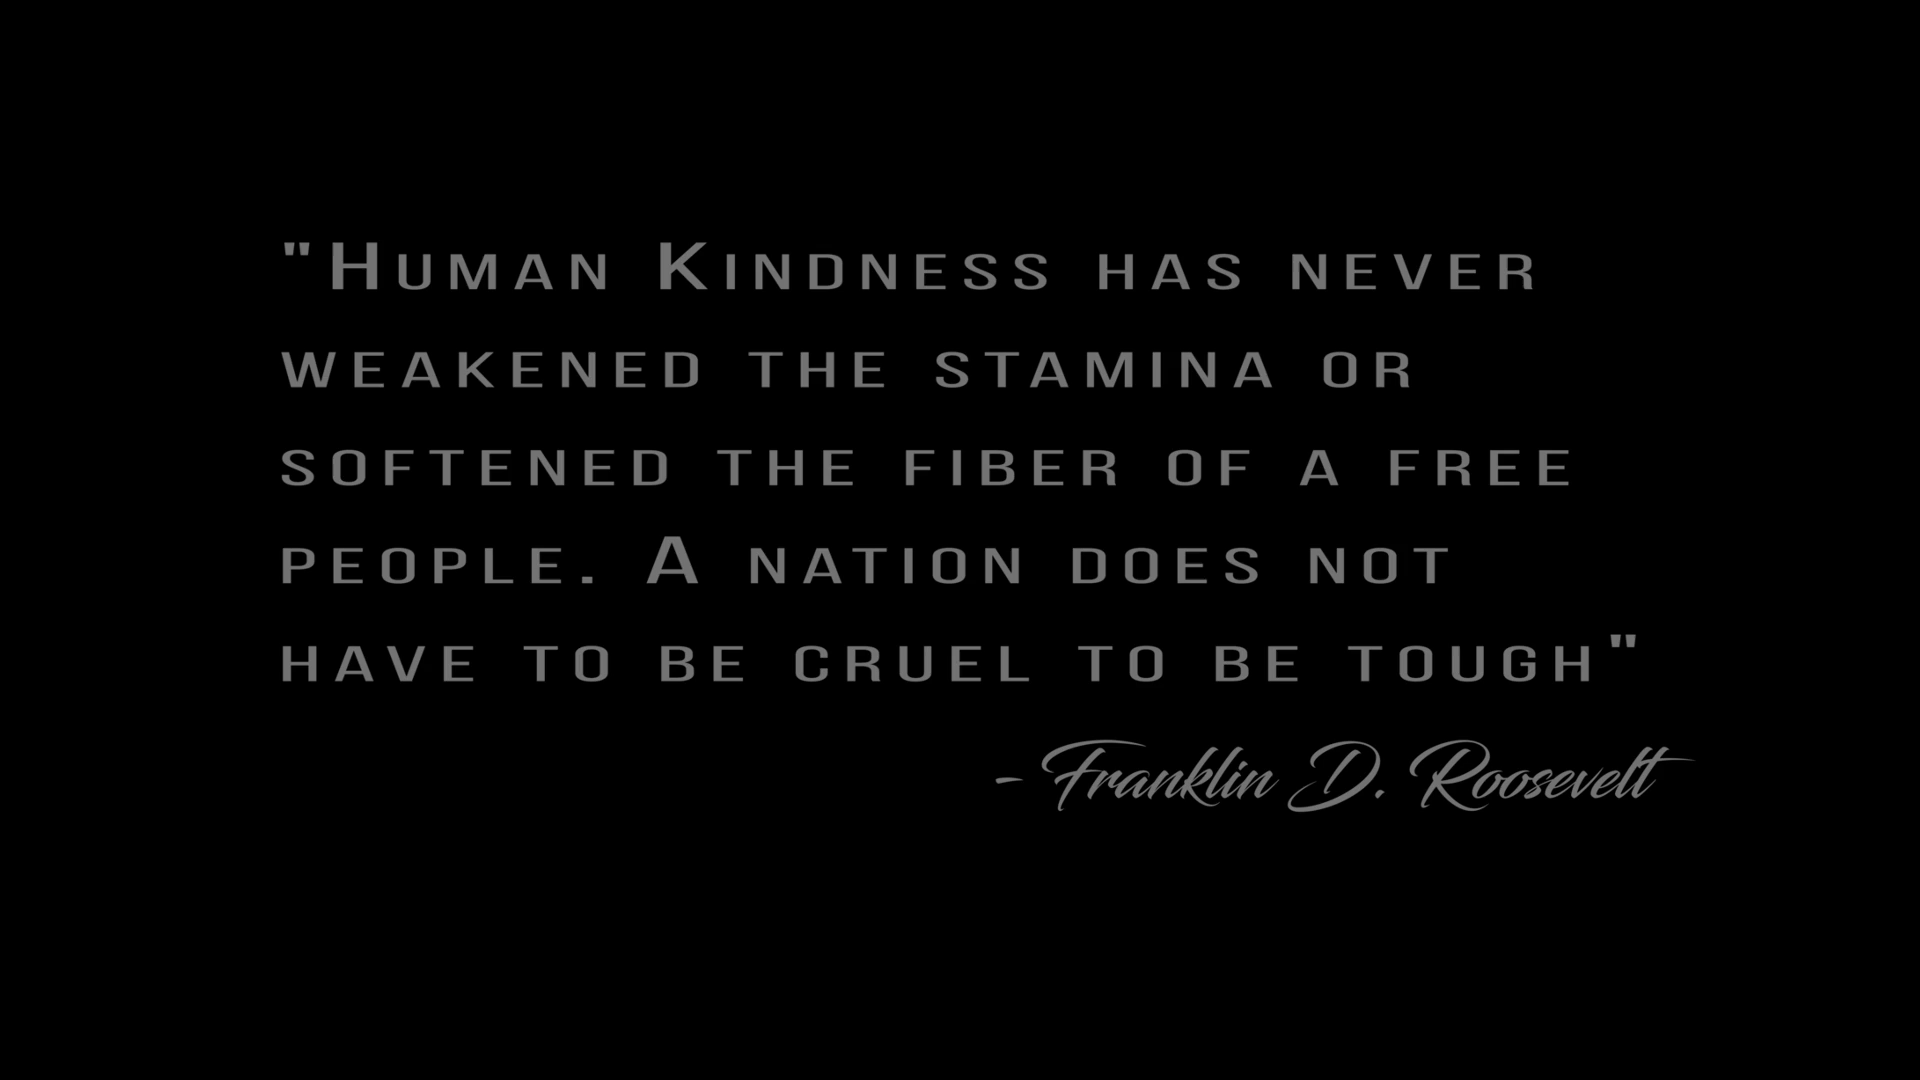 "Human Kindness has never
weakened the stamina or
softened the fiber of a free
people. A nation does not
have to be cruel to be tough"
- Franklin D. Roosevelt